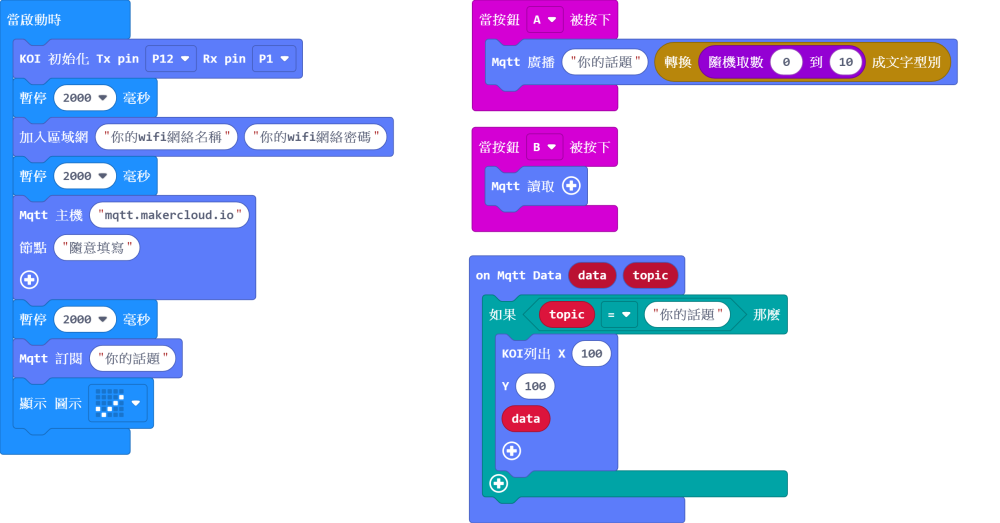 當啟動時
KOI 初始化 Tx pin P12 Rx pin P1
暫停 2000 毫秒
加入區域網 "你的wifi網絡名稱" "你的wifi網絡密碼"
暫停 2000 毫秒
Mqtt 主機 "mqtt.makercloud.io"
節點 "隨意填寫"
暫停 2000 毫秒
Mqtt 訂閱 "你的話題"
顯示 圖示
當按鈕 A 被按下
Mqtt 廣播 "你的話題" 轉換 隨機取數 0 到 10 成文字型別
當按鈕 B 被按下
Mqtt 讀取
on Mqtt Data data topic
如果 topic = "你的話題" 那麼
KOI列出 X 100
Y 100
data